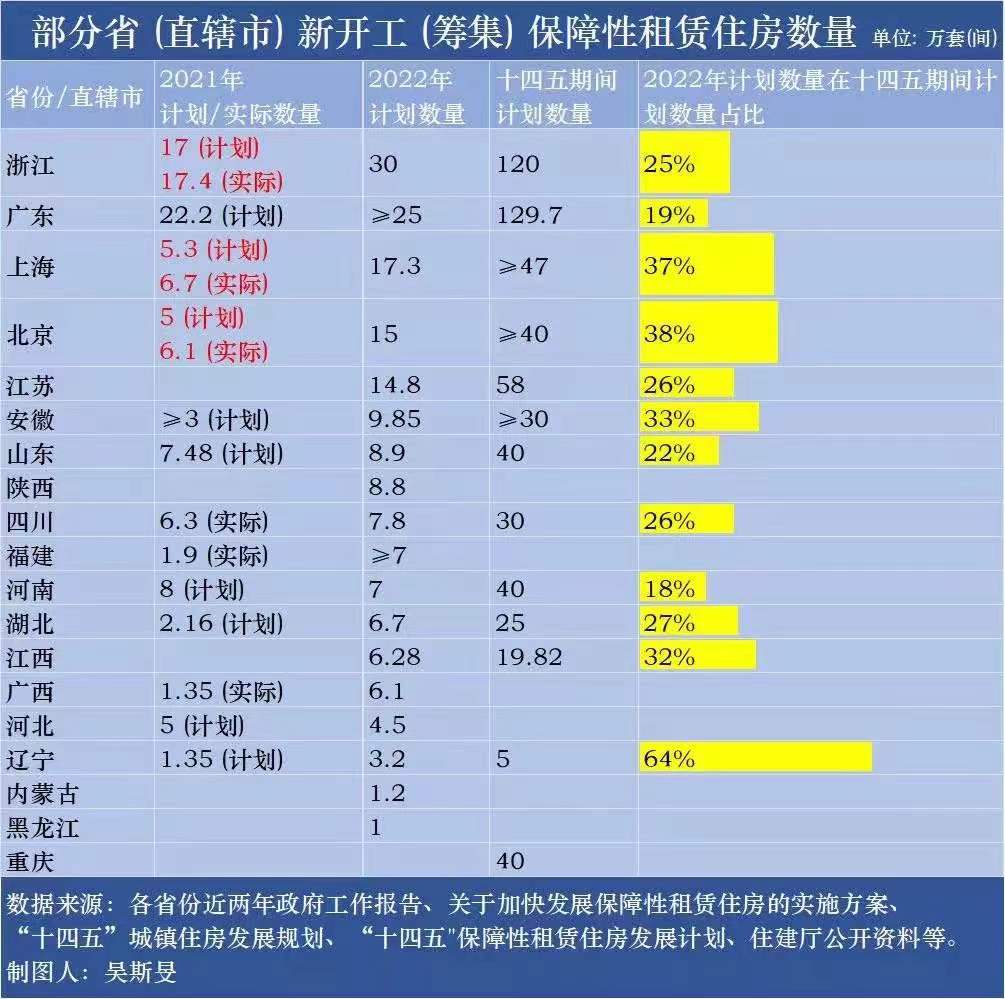 部分省 (直辖市) 新开工 (筹集) 保障性租赁住房数量 单位: 万套(间)
省份/直辖市 2021年计划/实际数量 2022年计划数量 十四五期间计划数量 2022年计划数量在十四五期间计划数量占比
浙江 17 (计划) 17.4 (实际) 30 120 25%
广东 22.2 (计划) ⩾25 129.7 19%
上海 5.3 (计划) 6.7 (实际) 17.3 ⩾47 37%
北京 5 (计划) 6.1 (实际) 15 ⩾40 38%
江苏 14.8 58 26%
安徽 ⩾3 (计划) 9.85 ⩾30 33%
山东 7.48 (计划) 8.9 40 22%
陕西 8.8
四川 6.3 (实际) 7.8 30 26%
福建 1.9 (实际) ⩾7
河南 8 (计划) 7 40 18%
湖北 2.16 (计划) 6.7 25 27%
江西 6.28 19.82 32%
广西 1.35 (实际) 6.1
河北 5 (计划) 4.5
辽宁 1.35 (计划) 3.2 5 64%
内蒙古 1.2
黑龙江 1
重庆 40
数据来源: 各省份近两年政府工作报告、关于加快发展保障性租赁住房的实施方案、
“十四五”城镇住房发展规划、“十四五"保障性租赁住房发展计划、住建厅公开资料等。
制图人: 吴斯旻